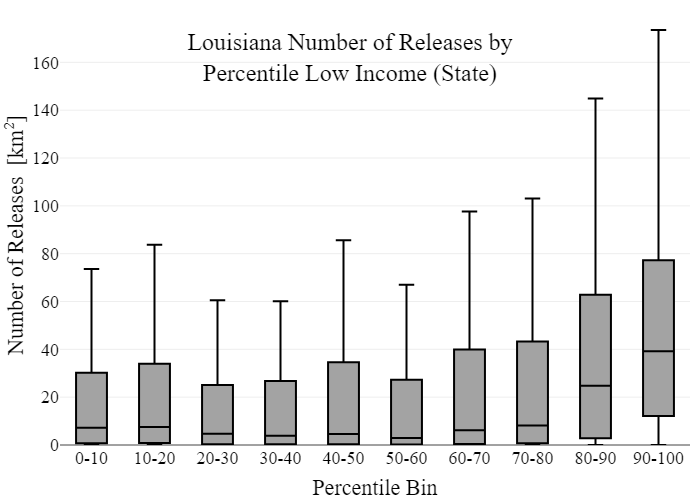 Louisiana Number of Releases by
Percentile Low Income (State)
Number of Releases [km²]
160
140
120
100
80
60
40
20
0
0-10 10-20 20-30 30-40 40-50 50-60 60-70 70-80 80-90 90-100
Percentile Bin